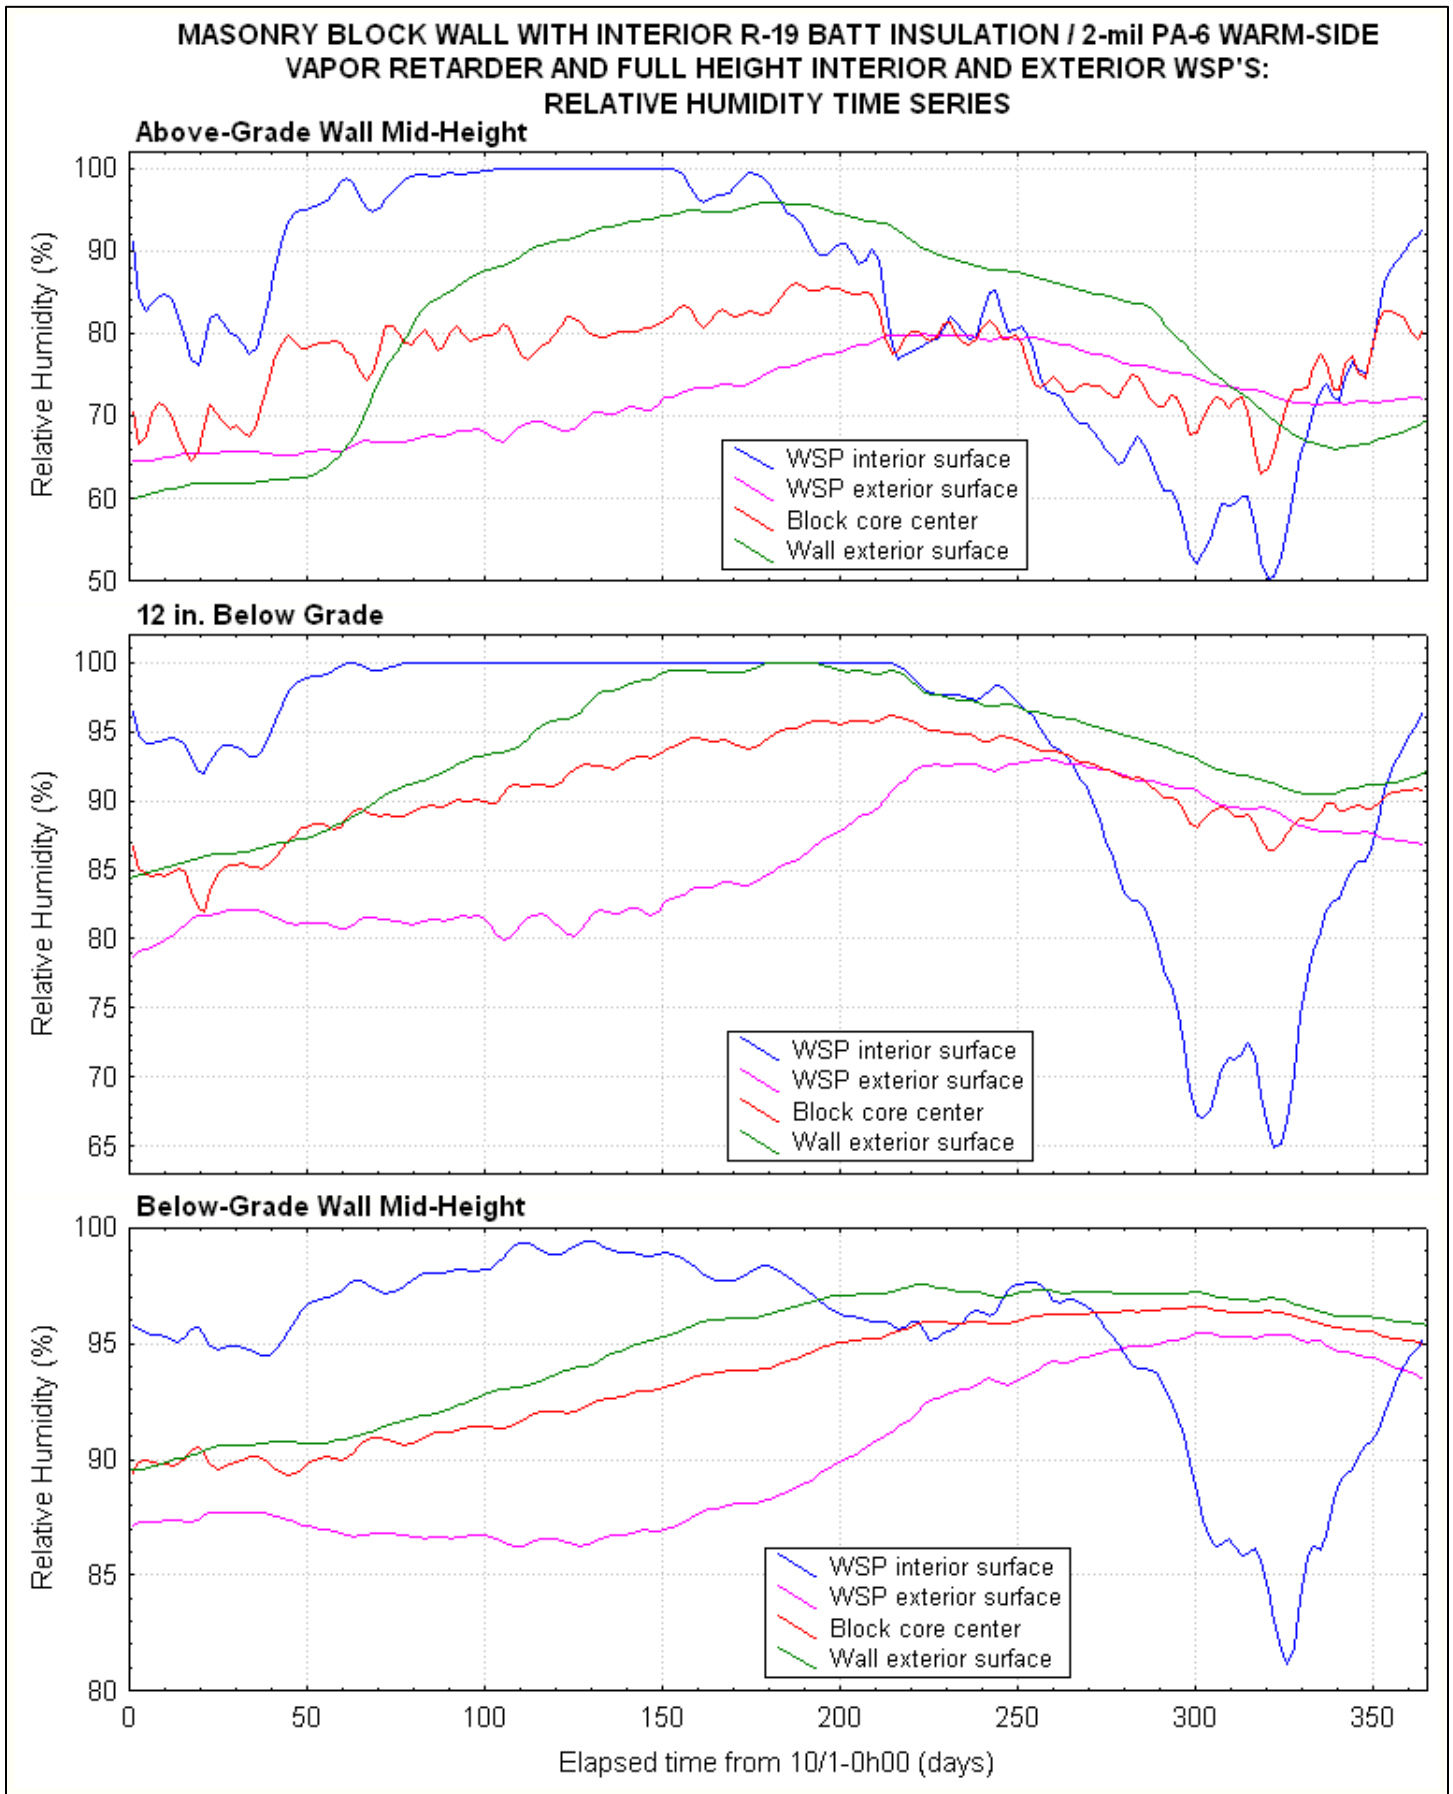 MASONRY BLOCK WALL WITH INTERIOR R-19 BATT INSULATION / 2-mil PA-6 WARM-SIDE
VAPOR RETARDER AND FULL HEIGHT INTERIOR AND EXTERIOR WSP'S:
RELATIVE HUMIDITY TIME SERIES
Above-Grade Wall Mid-Height
Relative Humidity (%)
100
90
80
70
60
50
WSP interior surface
WSP exterior surface
Block core center
Wall exterior surface
12 in. Below Grade
Relative Humidity (%)
100
95
90
85
80
75
70
65
WSP interior surface
WSP exterior surface
Block core center
Wall exterior surface
Below-Grade Wall Mid-Height
Relative Humidity (%)
100
95
90
85
80
WSP interior surface
WSP exterior surface
Block core center
Wall exterior surface
0 50 100 150 200 250 300 350
Elapsed time from 10/1-0h00 (days)